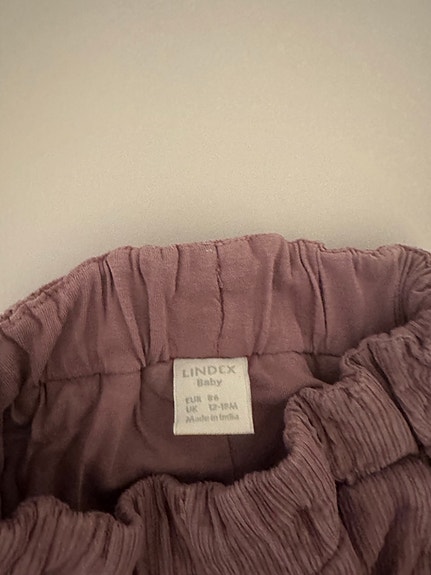 LINDEX
Baby
EUR 86
UK 12-18M
Made in India